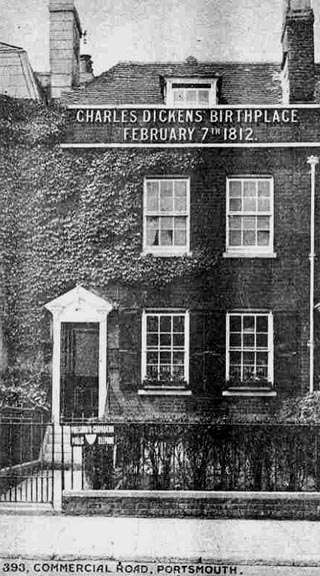 CHARLES DICKENS' BIRTHPLACE
FEBRUARY 7TH 1812.
393, COMMERCIAL ROAD, PORTSMOUTH.